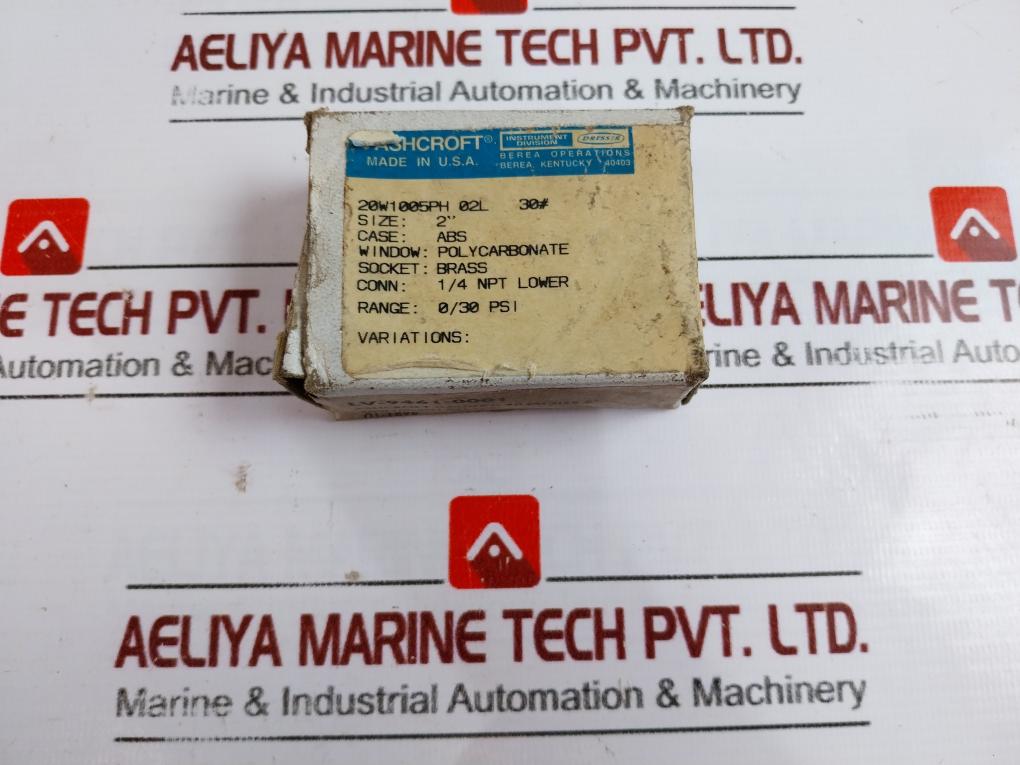 AELIYA MARINE TECH PVT. LTD.
Marine & Industrial Automation & Machinery
ASHCROFT®
MADE IN U.S.A.
INSTRUMENT DIVISION
DRESSER
BEREA OPERATIONS
BEREA, KENTUCKY 40403
20W1005PH 02L 30#
SIZE: 2"
CASE: ABS
WINDOW: POLYCARBONATE
SOCKET: BRASS
CONN: 1/4 NPT LOWER
RANGE: 0/30 PSI
VARIATIONS:
E TECH PVT.
Automation & Mac
ELIYA MARINE TE
rine & Industrial Auto
AELIYA MARINE TECH PVT. LTD.
Marine & Industrial Automation & Machinery